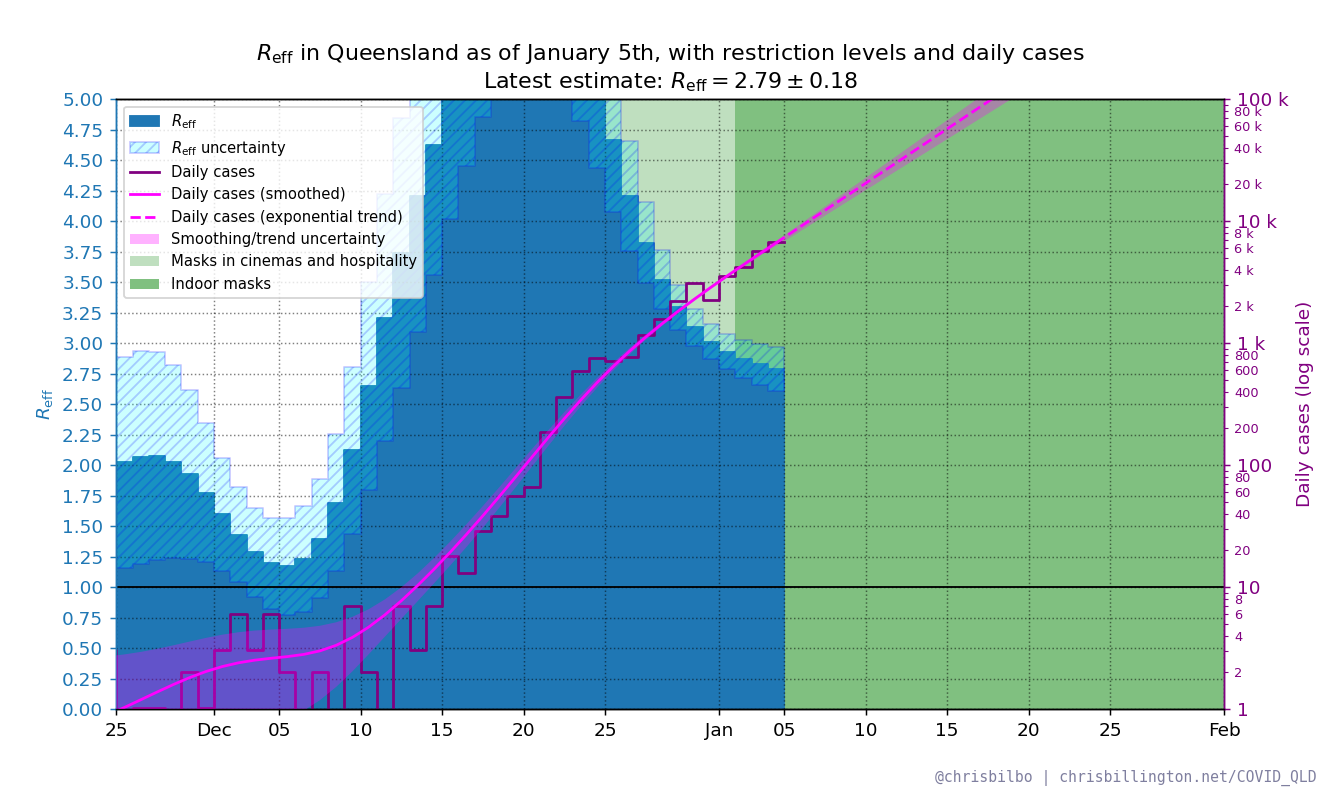 R_eff in Queensland as of January 5th, with restriction levels and daily cases
Latest estimate: R_eff = 2.79 ± 0.18
5.00
4.75
4.50
4.25
4.00
3.75
3.50
3.25
3.00
2.75
2.50
2.25
2.00
1.75
1.50
1.25
1.00
0.75
0.50
0.25
0.00
R_eff
R_eff
R_eff uncertainty
Daily cases
Daily cases (smoothed)
Daily cases (exponential trend)
Smoothing/trend uncertainty
Masks in cinemas and hospitality
Indoor masks
100 k
80 k
60 k
40 k
20 k
10 k
8 k
6 k
4 k
2 k
1 k
800
600
400
200
100
80
60
40
20
10
8
6
4
2
1
Daily cases (log scale)
25 Dec 05 10 15 20 25 Jan 05 10 15 20 25 Feb
@chrisbilbo | chrisbillington.net/COVID_QLD